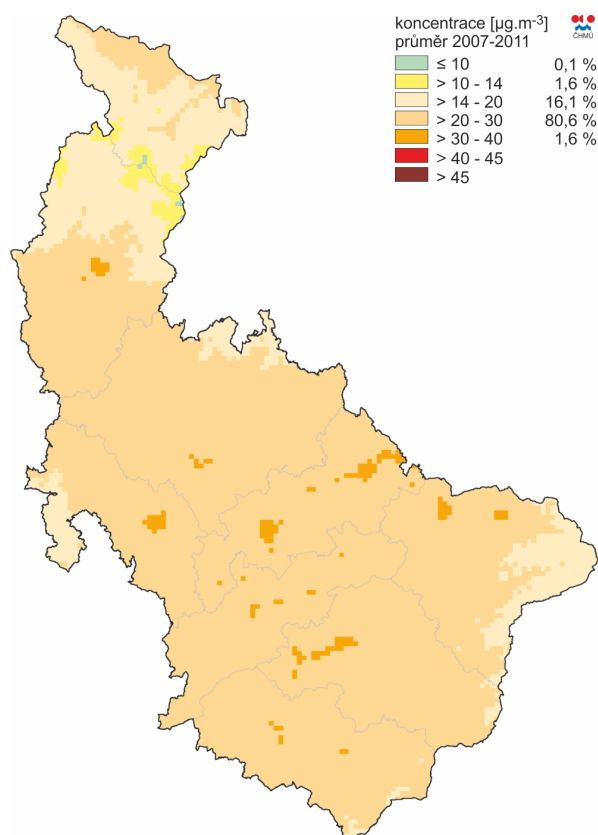 koncentrace [µg.m-3]
průměr 2007-2011
ČHMÚ
≤ 10 0,1 %
> 10 - 14 1,6 %
> 14 - 20 16,1 %
> 20 - 30 80,6 %
> 30 - 40 1,6 %
> 40 - 45
> 45